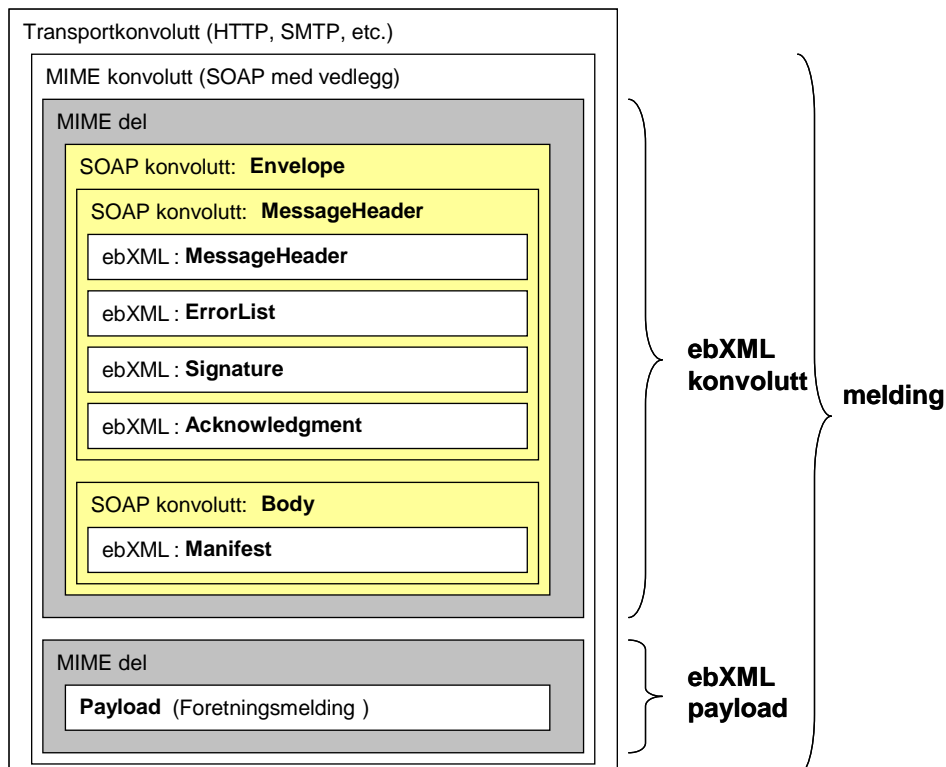 Transportkonvolutt (HTTP, SMTP, etc.)
MIME konvolutt (SOAP med vedlegg)
MIME del
SOAP konvolutt: Envelope
SOAP konvolutt: MessageHeader
ebXML : MessageHeader
ebXML : ErrorList
ebXML : Signature
ebXML : Acknowledgment
SOAP konvolutt: Body
ebXML : Manifest
ebXML
konvolutt
melding
MIME del
Payload (Foretningsmelding )
ebXML
payload